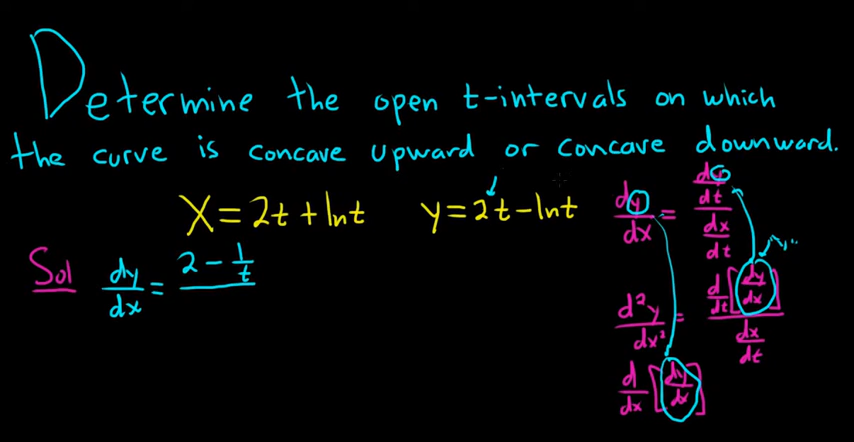 Determine the open t-intervals on which
the curve is concave upward or concave downward.
X = 2t + ln t
y = 2t - ln t
dy/dx = (dy/dt)/(dx/dt)
Sol
dy/dx = 2 - 1/t
d²y/dx² = (d/dt [dy/dx])/(dx/dt)
d/dx [dy/dx]